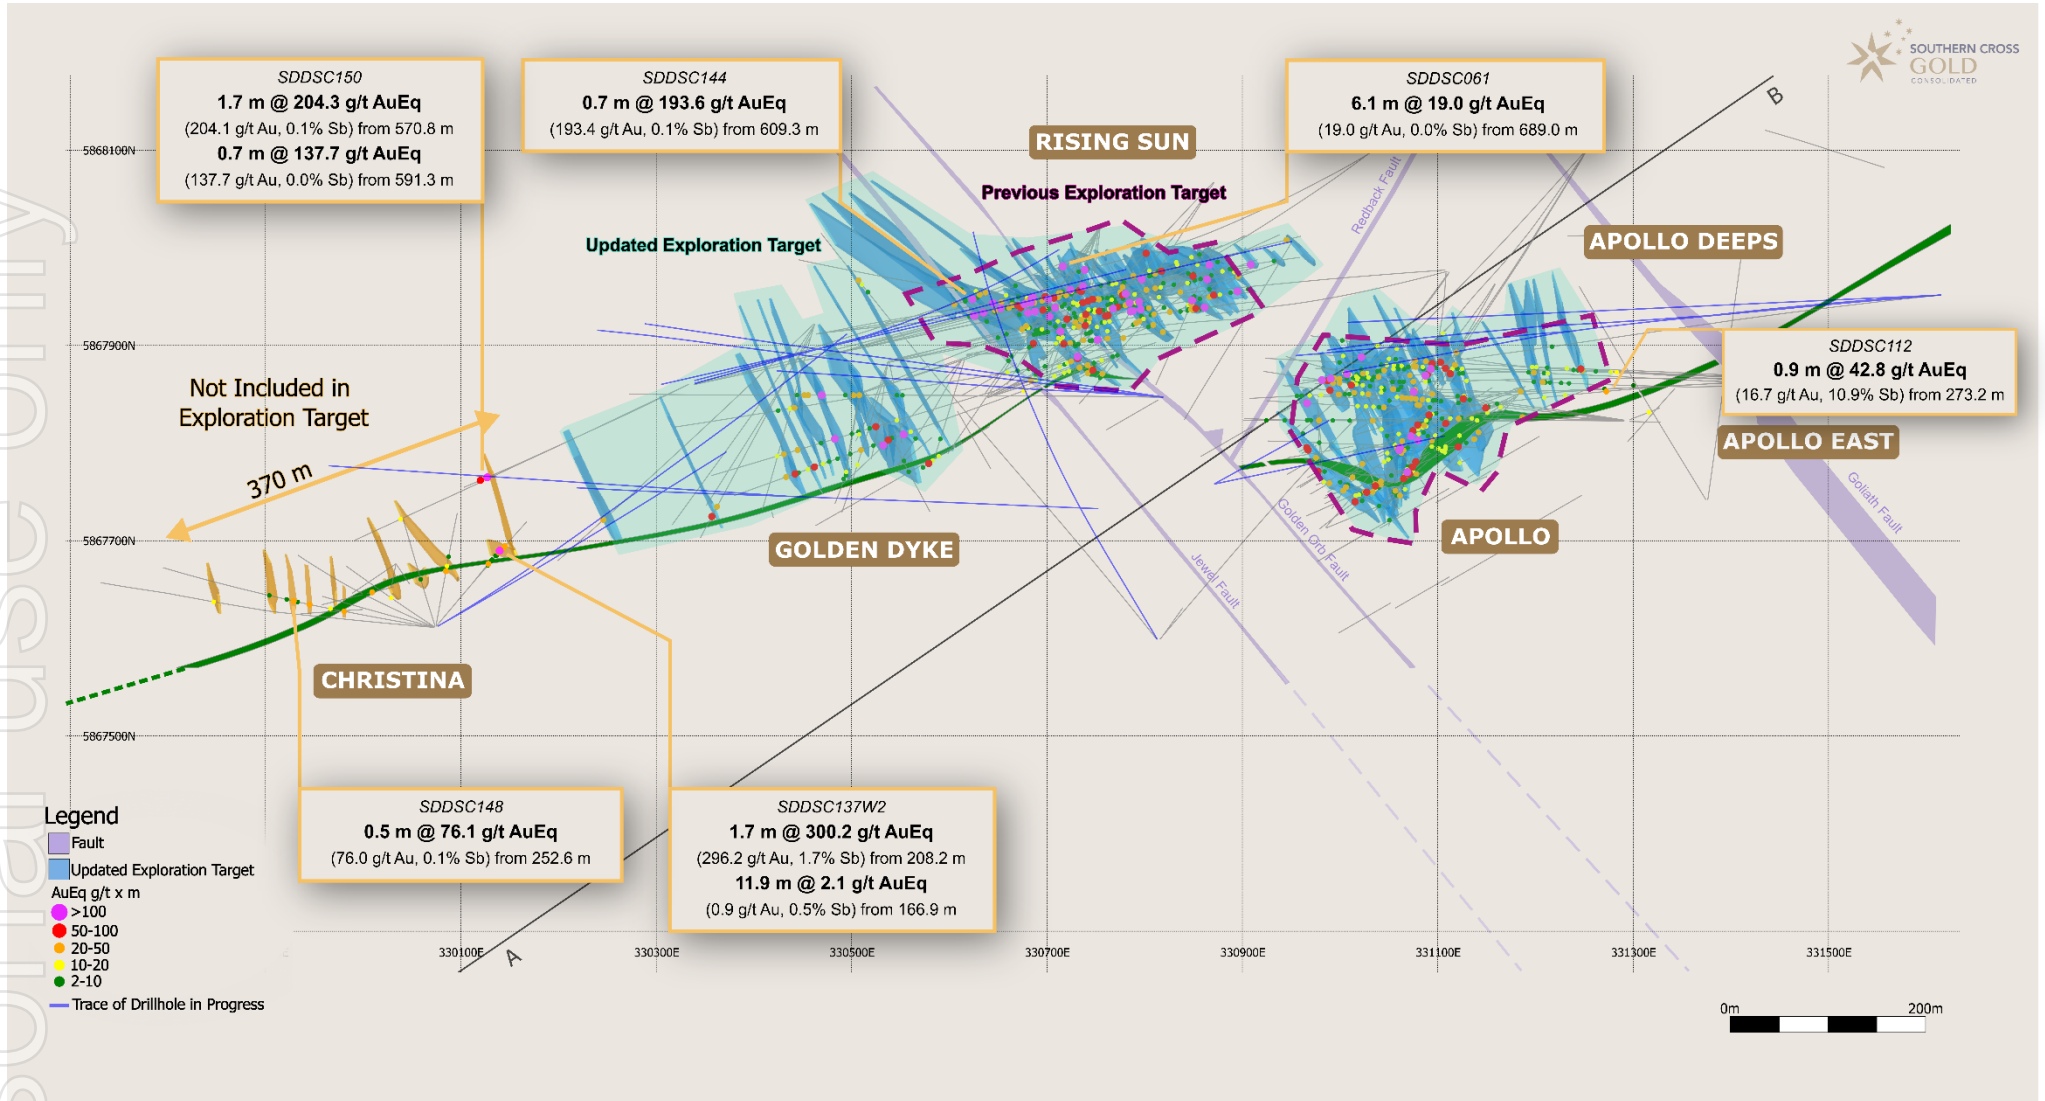 SOUTHERN CROSS
GOLD
CONSOLIDATED
SDDSC150
1.7 m @ 204.3 g/t AuEq
(204.1 g/t Au, 0.1% Sb) from 570.8 m
0.7 m @ 137.7 g/t AuEq
(137.7 g/t Au, 0.0% Sb) from 591.3 m
SDDSC144
0.7 m @ 193.6 g/t AuEq
(193.4 g/t Au, 0.1% Sb) from 609.3 m
SDDSC061
6.1 m @ 19.0 g/t AuEq
(19.0 g/t Au, 0.0% Sb) from 689.0 m
B
RISING SUN
5868100N
Previous Exploration Target
Redback Fault
Updated Exploration Target
APOLLO DEEPS
5867900N
SDDSC112
0.9 m @ 42.8 g/t AuEq
(16.7 g/t Au, 10.9% Sb) from 273.2 m
Not Included in
Exploration Target
370 m
APOLLO EAST
Goliath Fault
Golden Orb Fault
Jewel Fault
5867700N
GOLDEN DYKE
APOLLO
CHRISTINA
5867500N
SDDSC148
0.5 m @ 76.1 g/t AuEq
(76.0 g/t Au, 0.1% Sb) from 252.6 m
SDDSC137W2
1.7 m @ 300.2 g/t AuEq
(296.2 g/t Au, 1.7% Sb) from 208.2 m
11.9 m @ 2.1 g/t AuEq
(0.9 g/t Au, 0.5% Sb) from 166.9 m
Legend
Fault
Updated Exploration Target
AuEq g/t x m
>100
50-100
20-50
10-20
2-10
Trace of Drillhole in Progress
A
330100E
330300E
330500E
330700E
330900E
331100E
331300E
331500E
0m
200m
use only